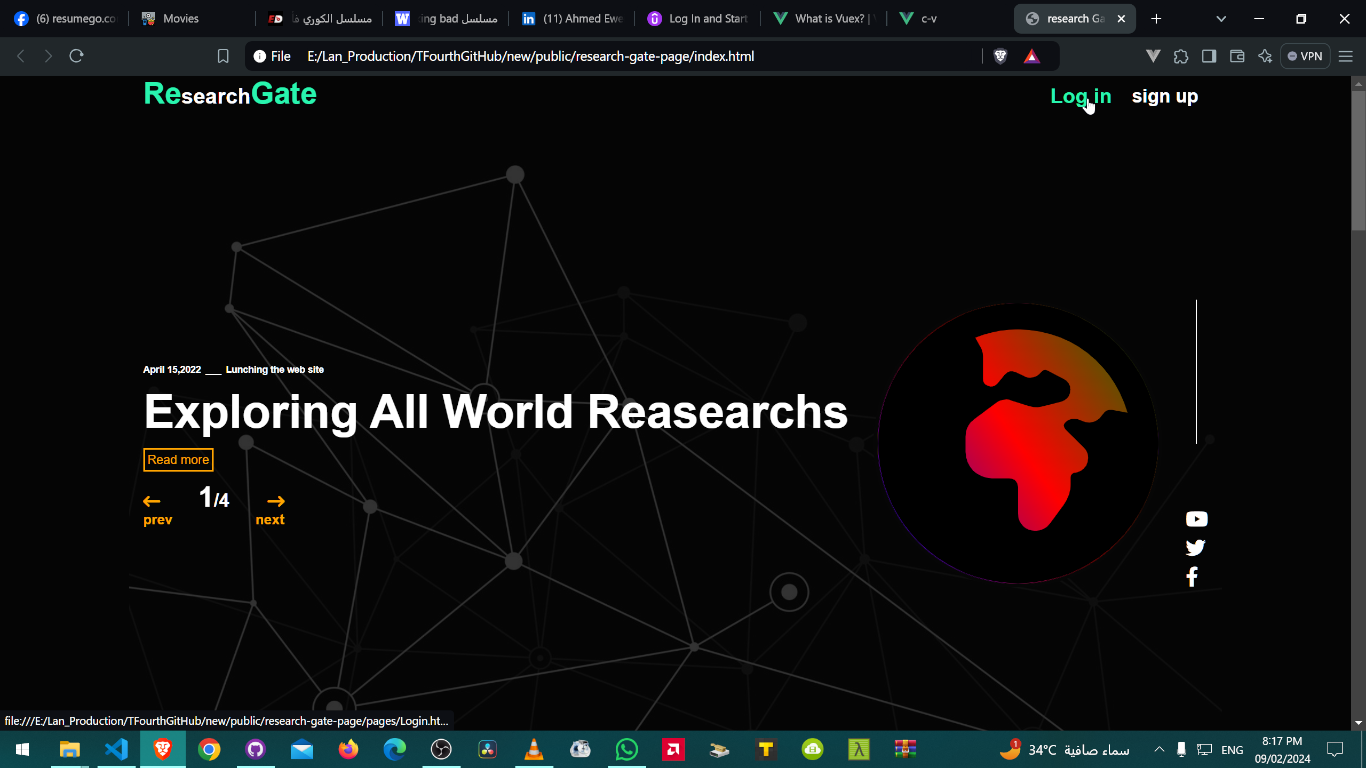 (6) resumego.co
Movies
مسلسل الكوري
ing bad مسلسل
(11) Ahmed Ewe
Log In and Start
What is Vuex? |
c-v
research Ga
File E:/Lan_Production/TFourthGitHub/new/public/research-gate-page/index.html
VPN
ResearchGate
Log in
sign up
April 15,2022 ___ Lunching the web site
Exploring All World Reasearchs
Read more
1/4
prev
next
file:///E:/Lan_Production/TFourthGitHub/new/public/research-gate-page/pages/Login.ht...
1
34°C سماء صافية
ENG
8:17 PM
09/02/2024